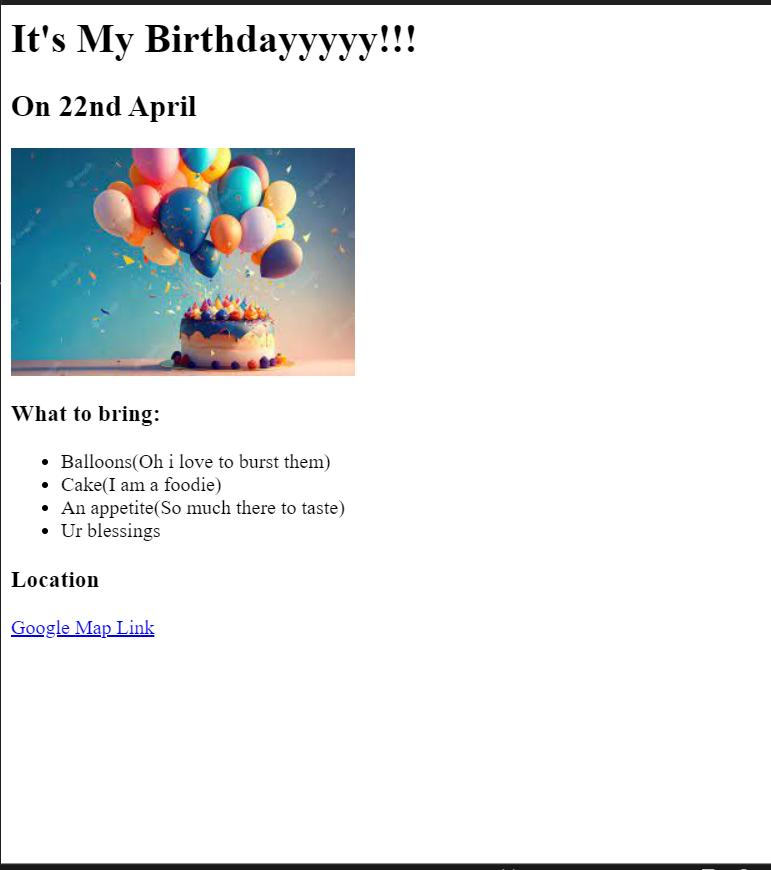 It's My Birthdayyyyy!!!
On 22nd April
What to bring:
Balloons(Oh i love to burst them)
Cake(I am a foodie)
An appetite(So much there to taste)
Ur blessings
Location
Google Map Link